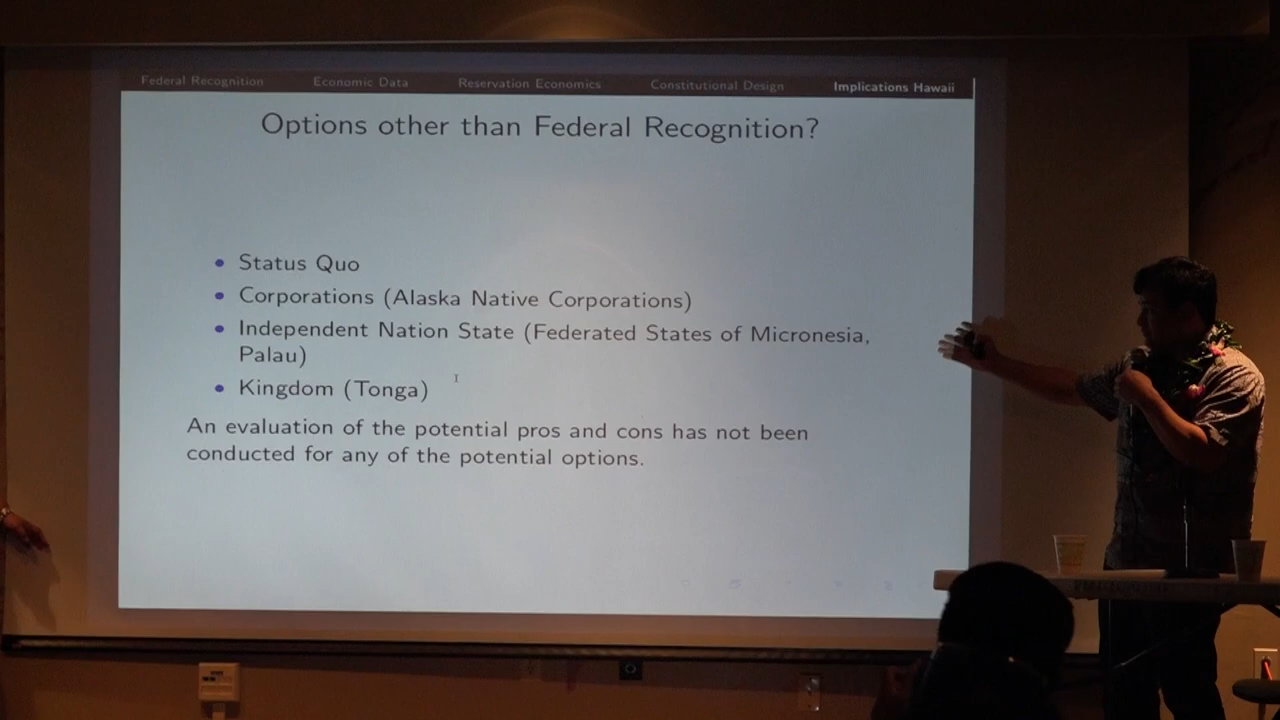 Federal Recognition Economic Data Reservation Economics Constitutional Design Implications Hawaii
Options other than Federal Recognition?
• Status Quo
• Corporations (Alaska Native Corporations)
• Independent Nation State (Federated States of Micronesia,
Palau)
• Kingdom (Tonga)
An evaluation of the potential pros and cons has not been
conducted for any of the potential options.